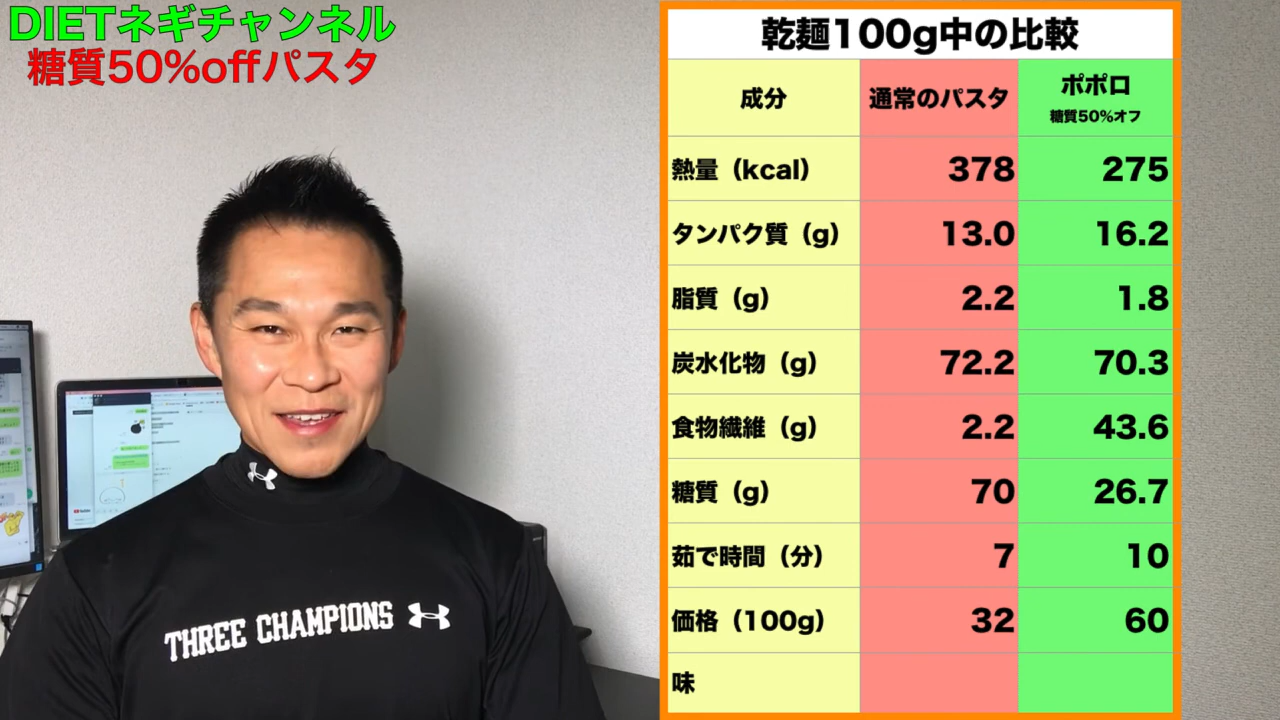 DIETネギチャンネル
糖質50%offパスタ
乾麺100g中の比較
成分 通常のパスタ ポポロ
糖質50%オフ
熱量（kcal） 378 275
タンパク質（g） 13.0 16.2
脂質（g） 2.2 1.8
炭水化物（g） 72.2 70.3
食物繊維（g） 2.2 43.6
糖質（g） 70 26.7
茹で時間（分） 7 10
価格（100g） 32 60
味
THREE CHAMPIONS